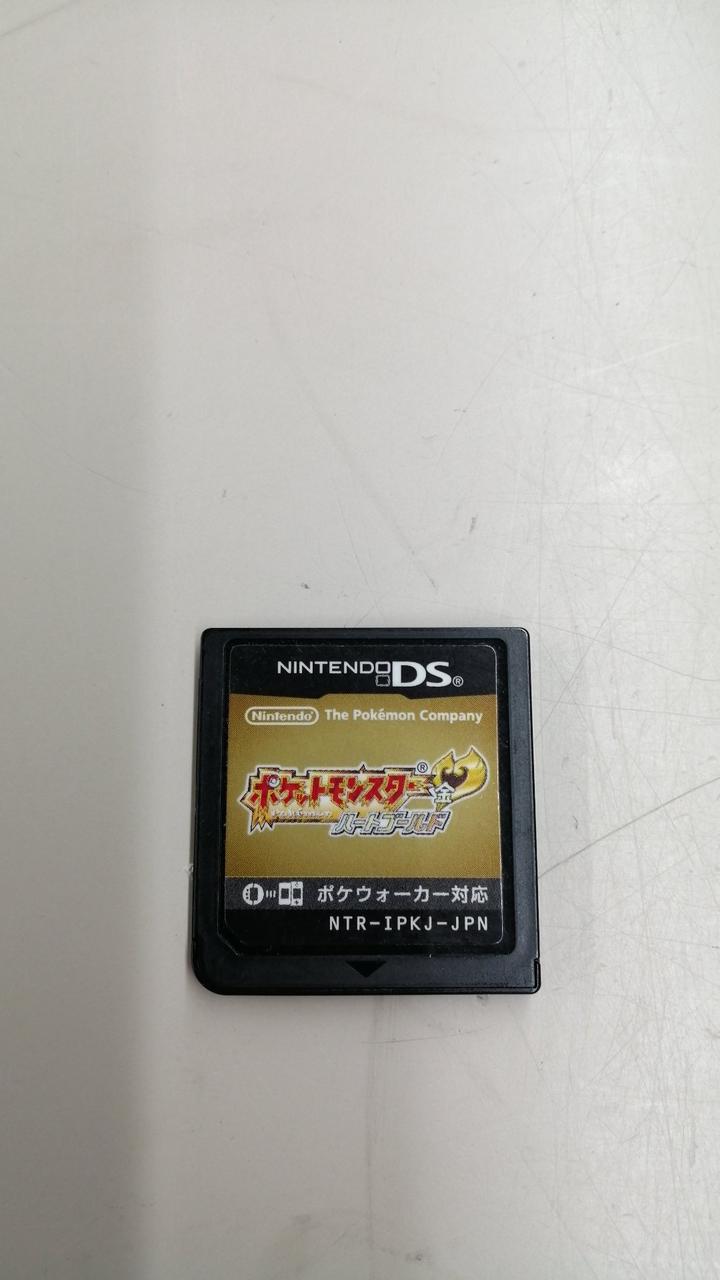 NINTENDO DS®
Nintendo® The Pokémon Company
ポケットモンスター®
金
ハートゴールド
ポケウォーカー対応
NTR-IPKJ-JPN